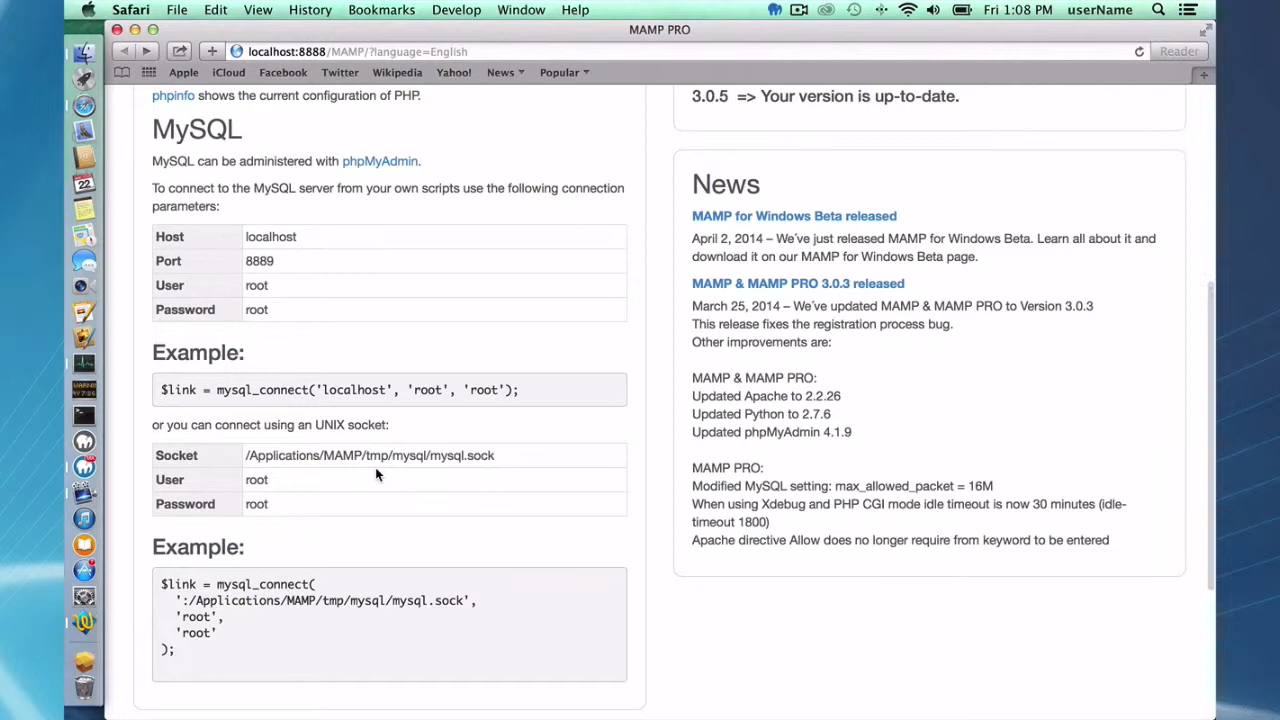 Safari File Edit View History Bookmarks Develop Window Help Fri 1:08 PM userName
MAMP PRO
localhost:8888/MAMP/?language=English
Reader
Apple iCloud Facebook Twitter Wikipedia Yahoo! News Popular
phpinfo shows the current configuration of PHP.
MySQL
MySQL can be administered with phpMyAdmin.
To connect to the MySQL server from your own scripts use the following connection
parameters:
Host localhost
Port 8889
User root
Password root
Example:
$link = mysql_connect('localhost', 'root', 'root');
or you can connect using an UNIX socket:
Socket /Applications/MAMP/tmp/mysql/mysql.sock
User root
Password root
Example:
$link = mysql_connect(
':/Applications/MAMP/tmp/mysql/mysql.sock',
'root',
'root'
);
3.0.5 => Your version is up-to-date.
News
MAMP for Windows Beta released
April 2, 2014 – We´ve just released MAMP for Windows Beta. Learn all about it and
download it on our MAMP for Windows Beta page.
MAMP & MAMP PRO 3.0.3 released
March 25, 2014 – We´ve updated MAMP & MAMP PRO to Version 3.0.3
This release fixes the registration process bug.
Other improvements are:
MAMP & MAMP PRO:
Updated Apache to 2.2.26
Updated Python to 2.7.6
Updated phpMyAdmin 4.1.9
MAMP PRO:
Modified MySQL setting: max_allowed_packet = 16M
When using Xdebug and PHP CGI mode idle timeout is now 30 minutes (idle-
timeout 1800)
Apache directive Allow does no longer require from keyword to be entered
22